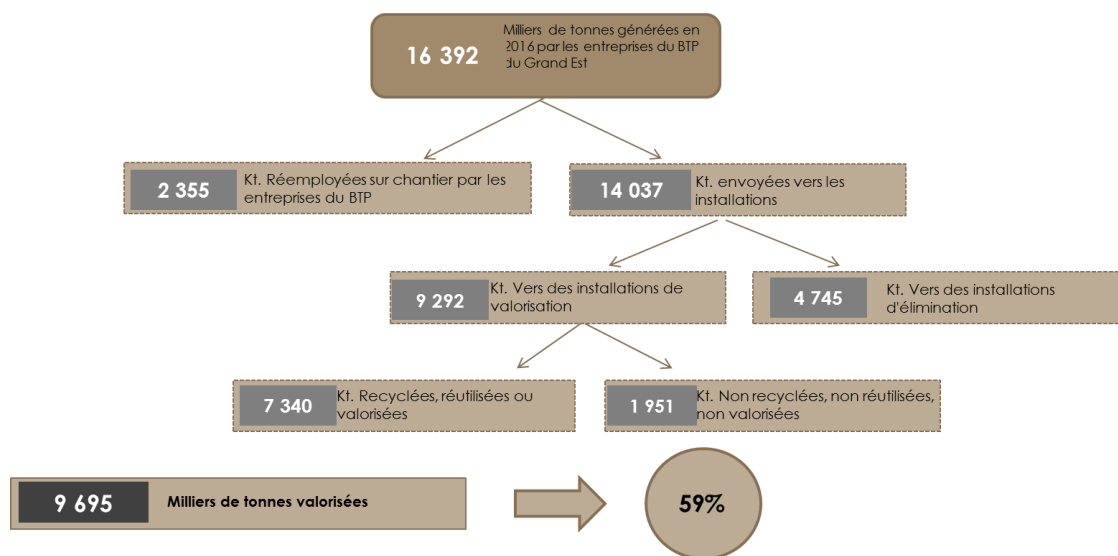 16 392
Milliers de tonnes générées en
2016 par les entreprises du BTP
du Grand Est
2 355
Kt. Réemployées sur chantier par les
entreprises du BTP
14 037
Kt. envoyées vers les
installations
9 292
Kt. Vers des installations de
valorisation
4 745
Kt. Vers des installations
d'élimination
7 340
Kt. Recyclées, réutilisées ou
valorisées
1 951
Kt. Non recyclées, non réutilisées,
non valorisées
9 695
Milliers de tonnes valorisées
59%